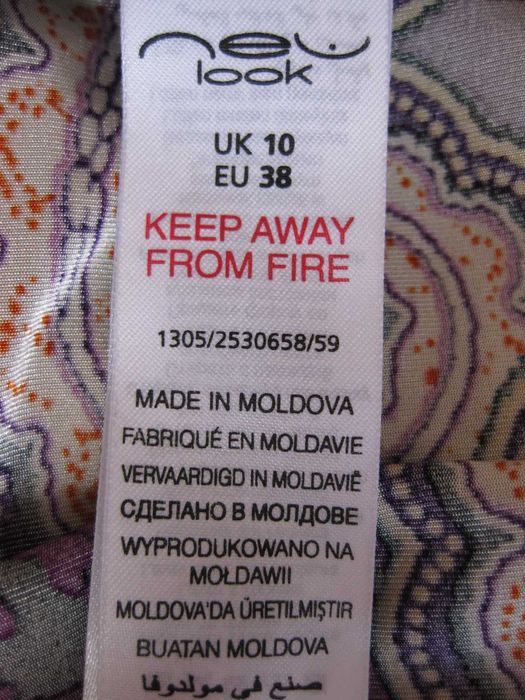 new
look
UK 10
EU 38
KEEP AWAY
FROM FIRE
1305/2530658/59
MADE IN MOLDOVA
FABRIQUÉ EN MOLDAVIE
VERVAARDIGD IN MOLDAVIË
СДЕЛАНО В МОЛДОВЕ
WYPRODUKOWANO NA
MOŁDAWII
MOLDOVA'DA ÜRETILMIŞTIR
BUATAN MOLDOVA
صنع في مولدوفا